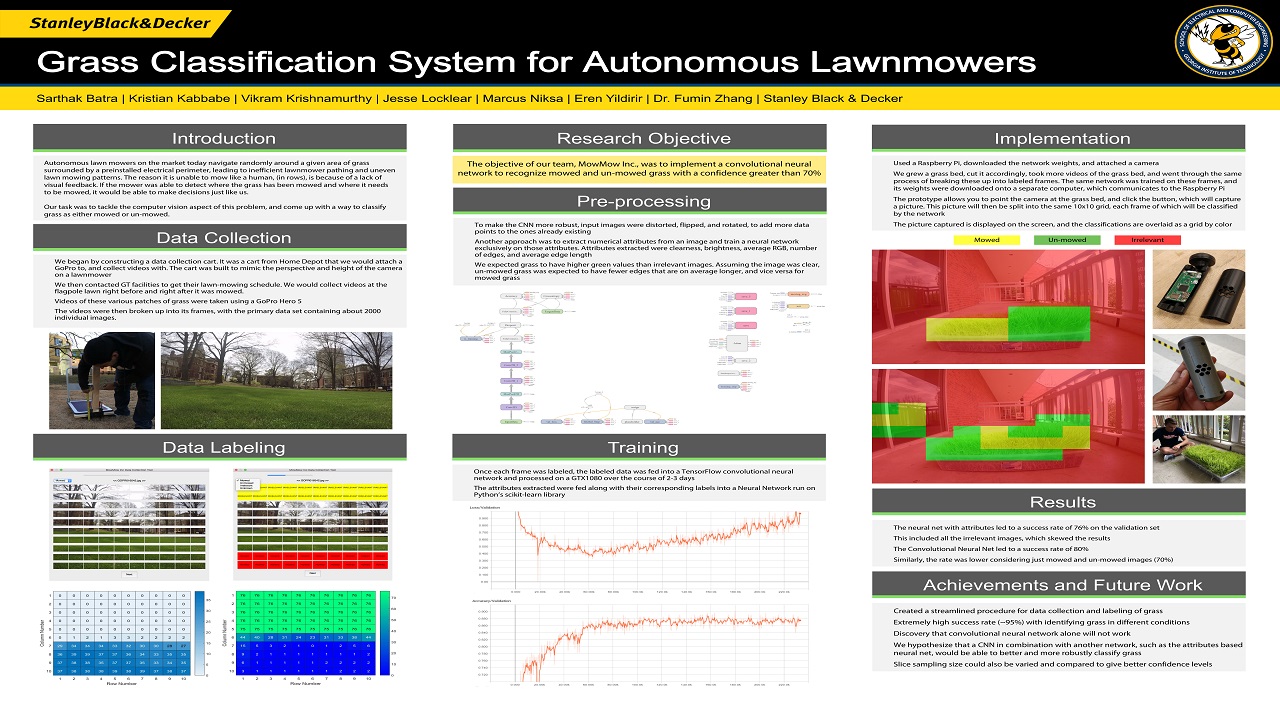 StanleyBlack&Decker
Grass Classification System for Autonomous Lawnmowers
SCHOOL OF ELECTRICAL AND COMPUTER ENGINEERING
GEORGIA INSTITUTE OF TECHNOLOGY
Sarthak Batra | Kristian Kabbabe | Vikram Krishnamurthy | Jesse Locklear | Marcus Niksa | Eren Yildirir | Dr. Fumin Zhang | Stanley Black & Decker
Introduction
Autonomous lawn mowers on the market today navigate randomly around a given area of grass
surrounded by a preinstalled electrical perimeter, leading to inefficient lawnmower pathing and uneven
lawn mowing patterns. The reason it is unable to mow like a human, (in rows), is because of a lack of
visual feedback. If the mower was able to detect where the grass has been mowed and where it needs
to be mowed, it would be able to make decisions just like us.
Our task was to tackle the computer vision aspect of this problem, and come up with a way to classify
grass as either mowed or un-mowed.
Data Collection
We began by constructing a data collection cart. It was a cart from Home Depot that we would attach a
GoPro to, and collect videos with. The cart was built to mimic the perspective and height of the camera
on a lawnmower
We then contacted GT facilities to get their lawn-mowing schedule. We would collect videos at the
flagpole lawn right before and right after it was mowed.
Videos of these various patches of grass were taken using a GoPro Hero 5
The videos were then broken up into its frames, with the primary data set containing about 2000
individual images.
Data Labeling
Row Number
Row Number
Research Objective
The objective of our team, MowMow Inc., was to implement a convolutional neural
network to recognize mowed and un-mowed grass with a confidence greater than 70%
Pre-processing
To make the CNN more robust, input images were distorted, flipped, and rotated, to add more data
points to the ones already existing
Another approach was to extract numerical attributes from an image and train a neural network
exclusively on those attributes. Attributes extracted were clearness, brightness, average RGB, number
of edges, and average edge length
We expected grass to have higher green values than irrelevant images. Assuming the image was clear,
un-mowed grass was expected to have fewer edges that are on average longer, and vice versa for
mowed grass
Training
Once each frame was labeled, the labeled data was fed into a TensorFlow convolutional neural
network and processed on a GTX1080 over the course of 2-3 days
The attributes extracted were fed along with their corresponding labels into a Neural Network run on
Python's scikit-learn library
Loss/Validation
Accuracy/Validation
Implementation
Used a Raspberry Pi, downloaded the network weights, and attached a camera
We grew a grass bed, cut it accordingly, took more videos of the grass bed, and went through the same
process of breaking these up into labeled frames. The same network was trained on these frames, and
its weights were downloaded onto a separate computer, which communicates to the Raspberry Pi
The prototype allows you to point the camera at the grass bed, and click the button, which will capture
a picture. This picture will then be split into the same 10x10 grid, each frame of which will be classified
by the network
The picture captured is displayed on the screen, and the classifications are overlaid as a grid by color
Mowed
Un-mowed
Irrelevant
Results
The neural net with attributes led to a success rate of 76% on the validation set
This included all the irrelevant images, which skewed the results
The Convolutional Neural Net led to a success rate of 80%
Similarly, the rate was lower considering just mowed and un-mowed images (70%)
Achievements and Future Work
Created a streamlined procedure for data collection and labeling of grass
Extremely high success rate (~95%) with identifying grass in different conditions
Discovery that convolutional neural network alone will not work
We hypothesize that a CNN in combination with another network, such as the attributes based
neural net, would be able to better and more robustly classify grass
Slice sampling size could also be varied and compared to give better confidence levels